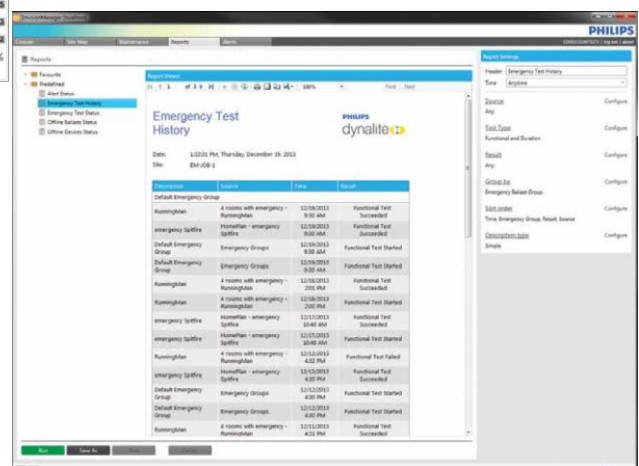 PHILIPS
Site Map
Maintenance
Reports
Alerts
Reports
Favourite
Predefined
Alert Status
Emergency Test History
Emergency Test Status
Offline Ballasts Status
Offline Devices Status
Report Viewer
100%
Find Next
Emergency Test
History
PHILIPS
dynalite
Date: 1:32:01 PM, Thursday, December 19, 2013
Site: EM-JOB-1
Description Source Time Result
Default Emergency Group
RunningMan 4 rooms with emergency - RunningMan 12/19/2013 9:30 AM Functional Test Succeeded
emergency Spitfire HomePlan - emergency Spitfire 12/19/2013 9:30 AM Functional Test Succeeded
Default Emergency Group Emergency Groups 12/19/2013 9:30 AM Functional Test Started
Default Emergency Group Emergency Groups 12/19/2013 9:30 AM Functional Test Started
RunningMan 4 rooms with emergency - RunningMan 12/18/2013 2:01 PM Functional Test Succeeded
RunningMan 4 rooms with emergency - RunningMan 12/18/2013 2:00 PM Functional Test Started
emergency Spitfire HomePlan - emergency Spitfire 12/17/2013 10:40 AM Functional Test Succeeded
emergency Spitfire HomePlan - emergency Spitfire 12/17/2013 10:40 AM Functional Test Started
RunningMan 4 rooms with emergency - RunningMan 12/12/2013 4:32 PM Functional Test Failed
emergency Spitfire HomePlan - emergency Spitfire 12/12/2013 4:30 PM Functional Test Succeeded
Default Emergency Group Emergency Groups 12/12/2013 4:30 PM Functional Test Started
Default Emergency Group Emergency Groups 12/12/2013 4:30 PM Functional Test Started
RunningMan 4 rooms with emergency - RunningMan 12/11/2013 4:31 PM Functional Test Succeeded
Report Settings
Header Emergency Test History
Time Anytime
Source Configure
Any
Test Type Configure
Functional and Duration
Result Configure
Any
Group by Configure
Emergency Ballast Group
Sort order Configure
Time, Emergency Group, Result, Source
Description type Configure
Simple
Run
Save As